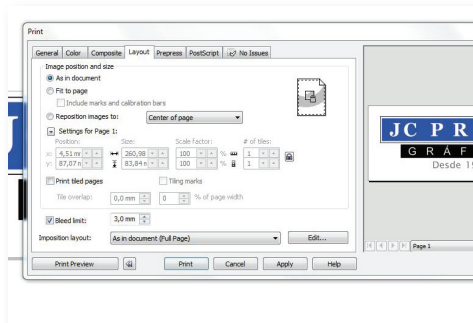 Print
General Color Composite Layout Prepress PostScript No Issues
Image position and size
As in document
Fit to page
Include marks and calibration bars
Reposition images to: Center of page
Settings for Page 1:
Position: Size: Scale factor: # of tiles:
x: 4,51 m 260,98 100 % 1
y: 87,07 n 83,84 n 100 % 1
Print tiled pages Tiling marks
Tile overlap: 0,0 mm 0 % of page width
Bleed limit: 3,0 mm
Imposition layout: As in document (Full Page) Edit...
Print Preview Print Cancel Apply Help
JC PR
GRÁF
Desde 1
Page 1